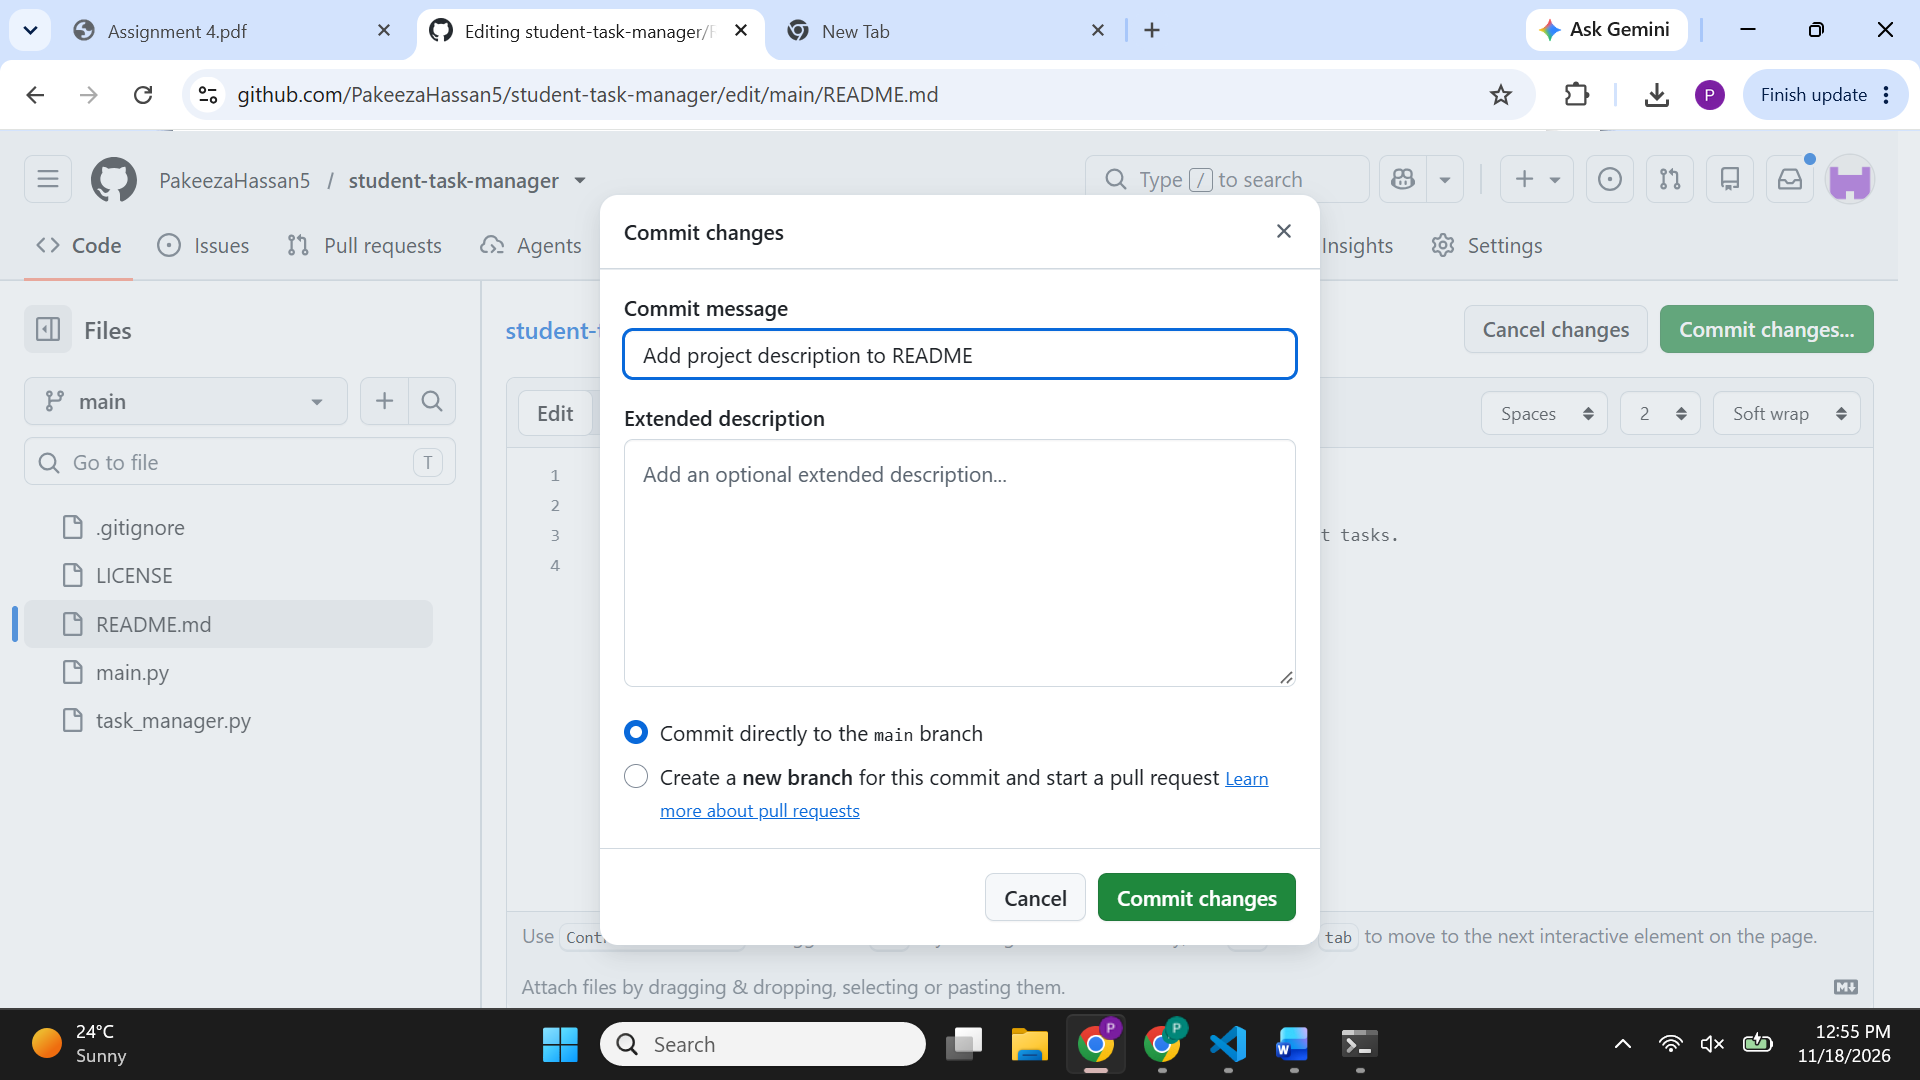 Assignment 4.pdf
Editing student-task-manager/
New Tab
Ask Gemini
github.com/PakeezaHassan5/student-task-manager/edit/main/README.md
P
Finish update
PakeezaHassan5 / student-task-manager
Type / to search
Code
Issues
Pull requests
Agents
Insights
Settings
Files
student-
Cancel changes
Commit changes...
main
Edit
Spaces
2
Soft wrap
Go to file
T
.gitignore
LICENSE
README.md
main.py
task_manager.py
1
2
3
t tasks.
4
Commit changes
Commit message
Add project description to README
Extended description
Add an optional extended description...
Commit directly to the main branch
Create a new branch for this commit and start a pull request Learn
more about pull requests
Cancel
Commit changes
Use
tab to move to the next interactive element on the page.
Attach files by dragging & dropping, selecting or pasting them.
24°C
Sunny
Search
P
P
W
12:55 PM
11/18/2026